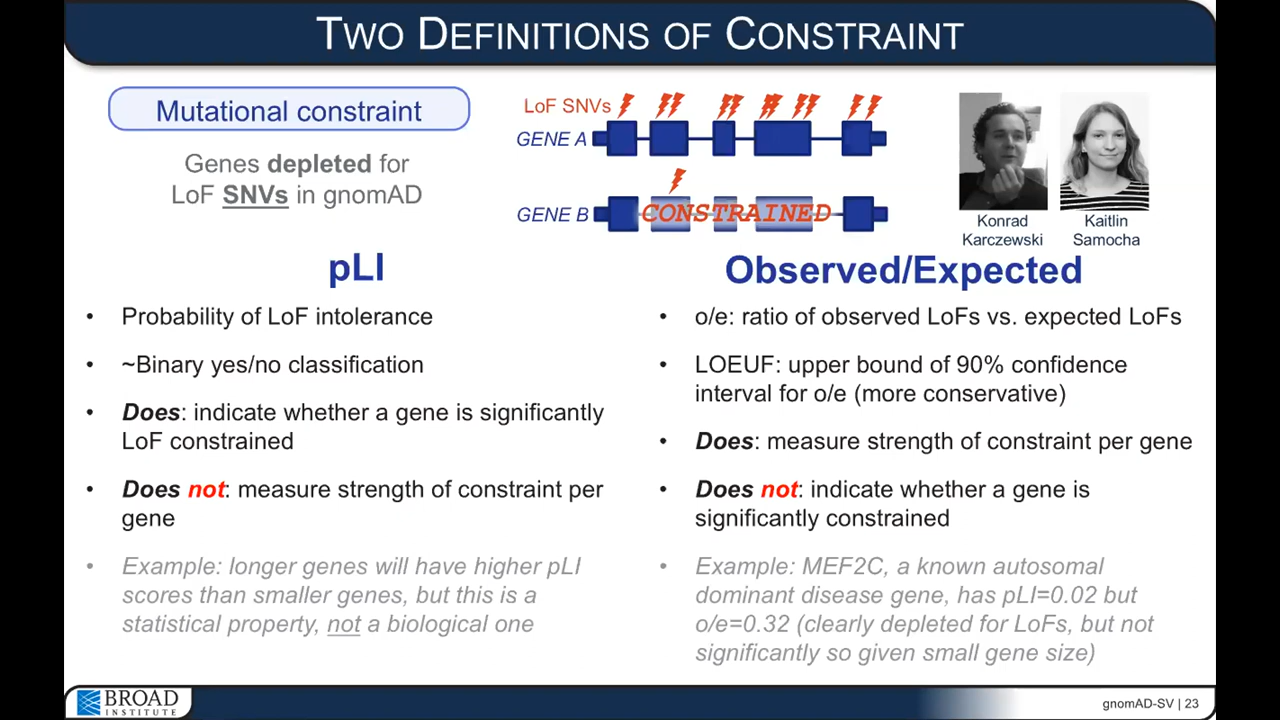 TWO DEFINITIONS OF CONSTRAINT
Mutational constraint
Genes depleted for
LoF SNVs in gnomAD
LoF SNVs
GENE A
GENE B
CONSTRAINED
Konrad
Karczewski
Kaitlin
Samocha
pLI
• Probability of LoF intolerance
• ~Binary yes/no classification
• Does: indicate whether a gene is significantly
LoF constrained
• Does not: measure strength of constraint per
gene
• Example: longer genes will have higher pLI
scores than smaller genes, but this is a
statistical property, not a biological one
Observed/Expected
• o/e: ratio of observed LoFs vs. expected LoFs
• LOEUF: upper bound of 90% confidence
interval for o/e (more conservative)
• Does: measure strength of constraint per gene
• Does not: indicate whether a gene is
significantly constrained
• Example: MEF2C, a known autosomal
dominant disease gene, has pLI=0.02 but
o/e=0.32 (clearly depleted for LoFs, but not
significantly so given small gene size)
BROAD
INSTITUTE
gnomAD-SV | 23